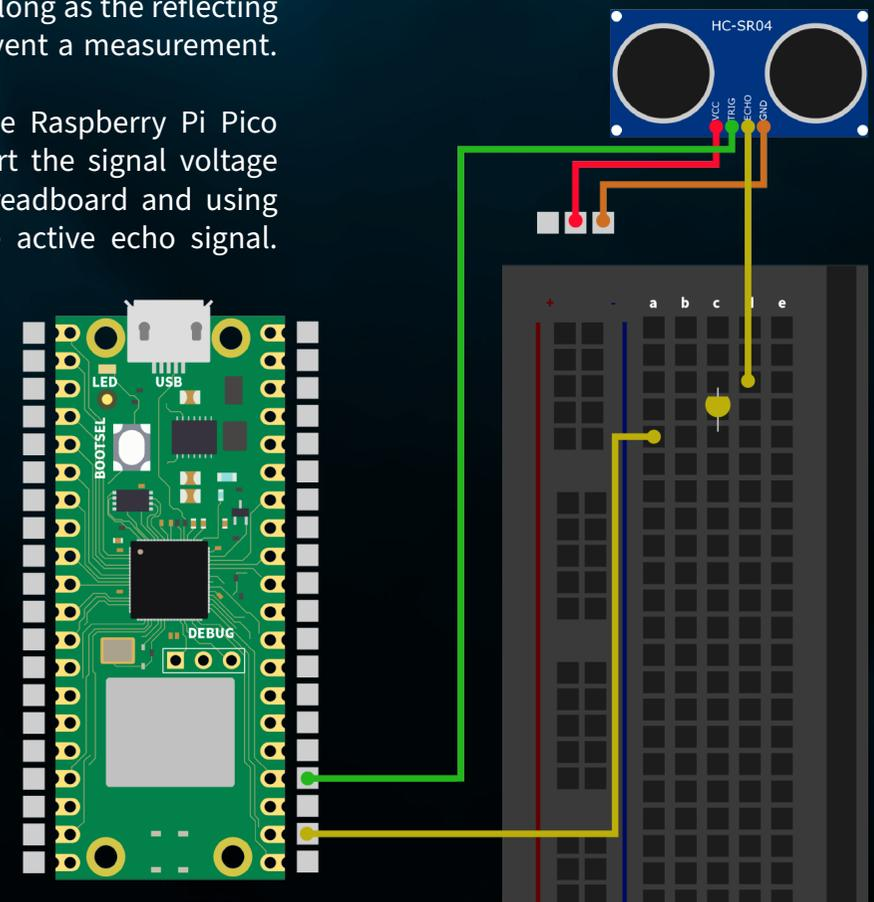 long as the reflecting
vent a measurement.
e Raspberry Pi Pico
rt the signal voltage
readboard and using
active echo signal.
HC-SR04
VCC
TRIG
ECHO
GND
+ - a b c d e
LED
USB
BOOTSEL
DEBUG